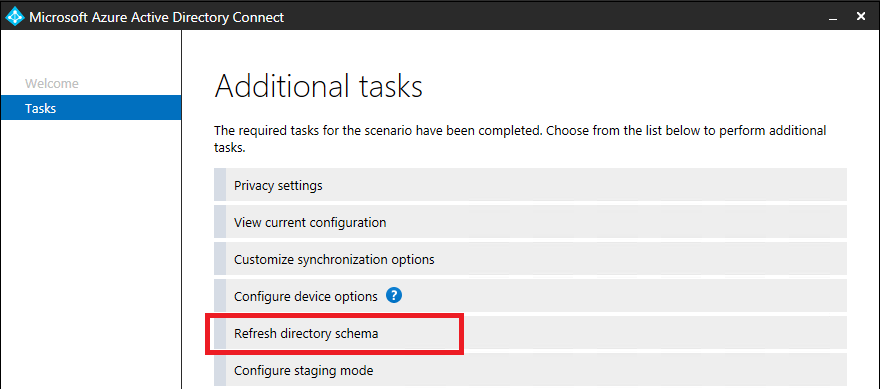 Microsoft Azure Active Directory Connect
Welcome
Tasks
Additional tasks
The required tasks for the scenario have been completed. Choose from the list below to perform additional
tasks.
Privacy settings
View current configuration
Customize synchronization options
Configure device options ?
Refresh directory schema
Configure staging mode